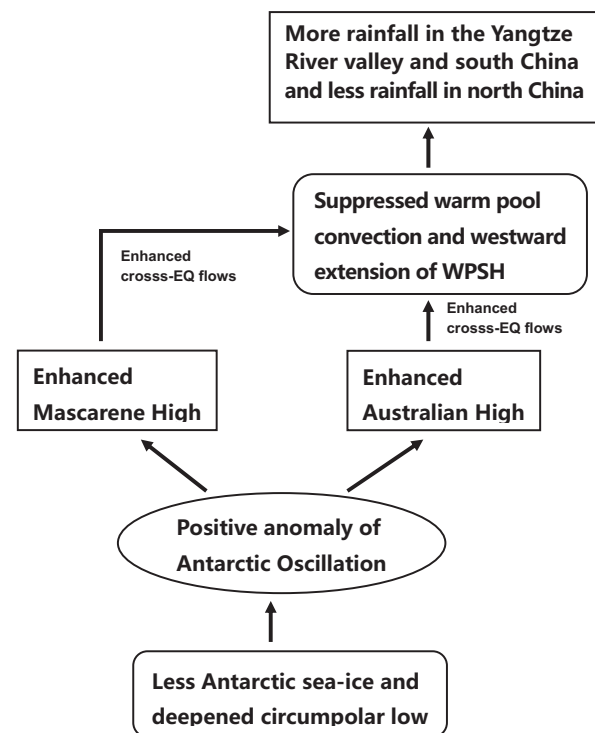 More rainfall in the Yangtze
River valley and south China
and less rainfall in north China
Suppressed warm pool
convection and westward
extension of WPSH
Enhanced
crosss-EQ flows
Enhanced
crosss-EQ flows
Enhanced
Mascarene High
Enhanced
Australian High
Positive anomaly of
Antarctic Oscillation
Less Antarctic sea-ice and
deepened circumpolar low